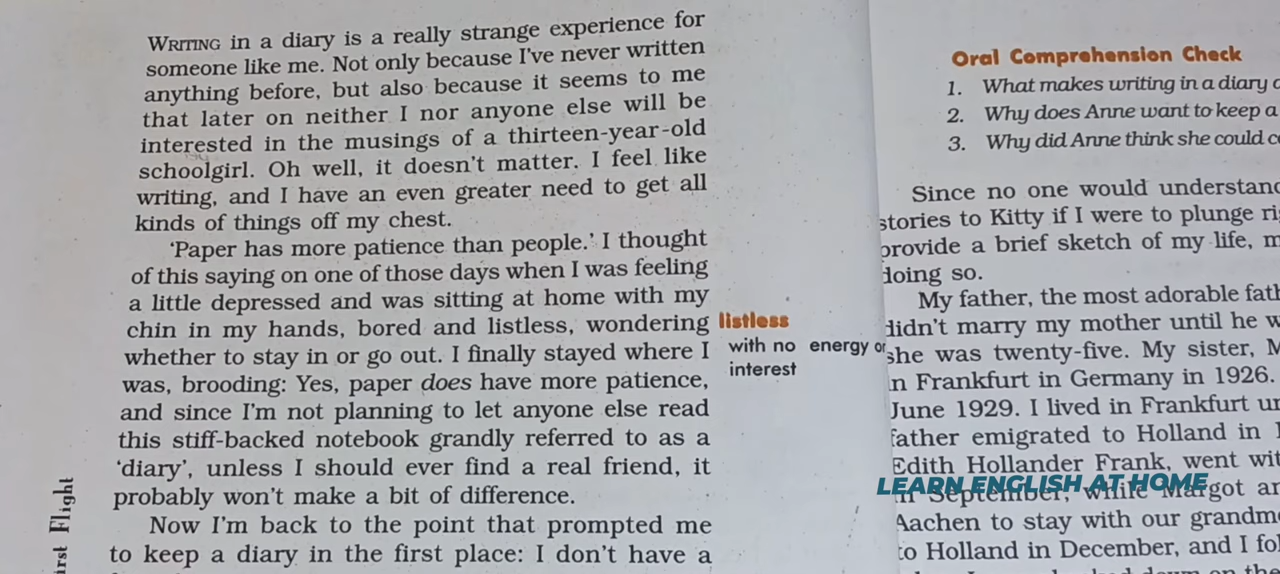 WRITING in a diary is a really strange experience for
someone like me. Not only because I've never written
anything before, but also because it seems to me
that later on neither I nor anyone else will be
interested in the musings of a thirteen-year-old
schoolgirl. Oh well, it doesn't matter. I feel like
writing, and I have an even greater need to get all
kinds of things off my chest.
'Paper has more patience than people.' I thought
of this saying on one of those days when I was feeling
a little depressed and was sitting at home with my
chin in my hands, bored and listless, wondering
whether to stay in or go out. I finally stayed where I
was, brooding: Yes, paper does have more patience,
and since I'm not planning to let anyone else read
this stiff-backed notebook grandly referred to as a
'diary', unless I should ever find a real friend, it
probably won't make a bit of difference.
Now I'm back to the point that prompted me
to keep a diary in the first place: I don't have a
listless
with no energy or
interest
Flight
Oral Comprehension Check
1. What makes writing in a diary
2. Why does Anne want to keep a
3. Why did Anne think she could
Since no one would understand
stories to Kitty if I were to plunge
provide a brief sketch of my life,
doing so.
My father, the most adorable
didn't marry my mother until he
she was twenty-five. My sister,
in Frankfurt in Germany in 1926.
June 1929. I lived in Frankfurt
father emigrated to Holland in
Edith Hollander Frank, went
in September, while Margot
Aachen to stay with our
to Holland in December, and I
LEARN ENGLISH AT HOME